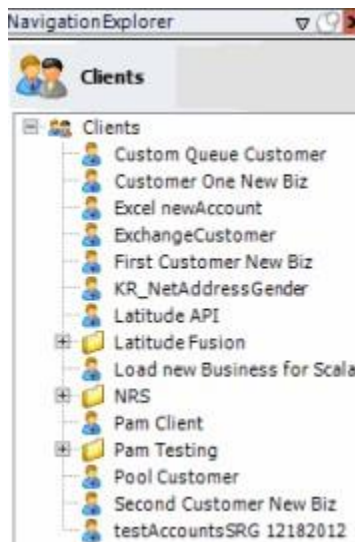 NavigationExplorer
Clients
Clients
Custom Queue Customer
Customer One New Biz
Excel newAccount
ExchangeCustomer
First Customer New Biz
KR_NetAddressGender
Latitude API
Latitude Fusion
Load new Business for Scala
NRS
Pam Client
Pam Testing
Pool Customer
Second Customer New Biz
testAccountsSRG 12182012